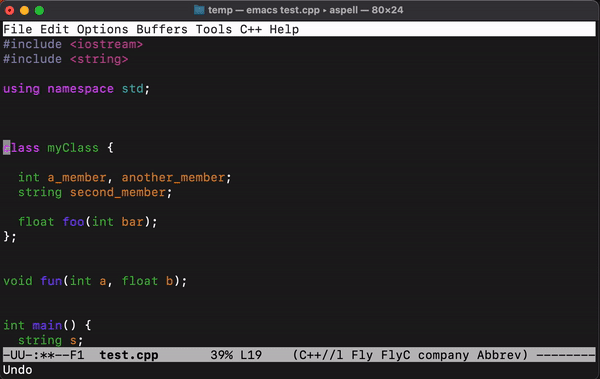 temp — emacs test.cpp ▸ aspell — 80×24
File Edit Options Buffers Tools C++ Help
#include <iostream>
#include <string>
using namespace std;
class myClass {
int a_member, another_member;
string second_member;
float foo(int bar);
};
void fun(int a, float b);
int main() {
string s;
-UU-:**--F1  test.cpp  39% L19  (C++//l Fly FlyC company Abbrev) --------
Undo